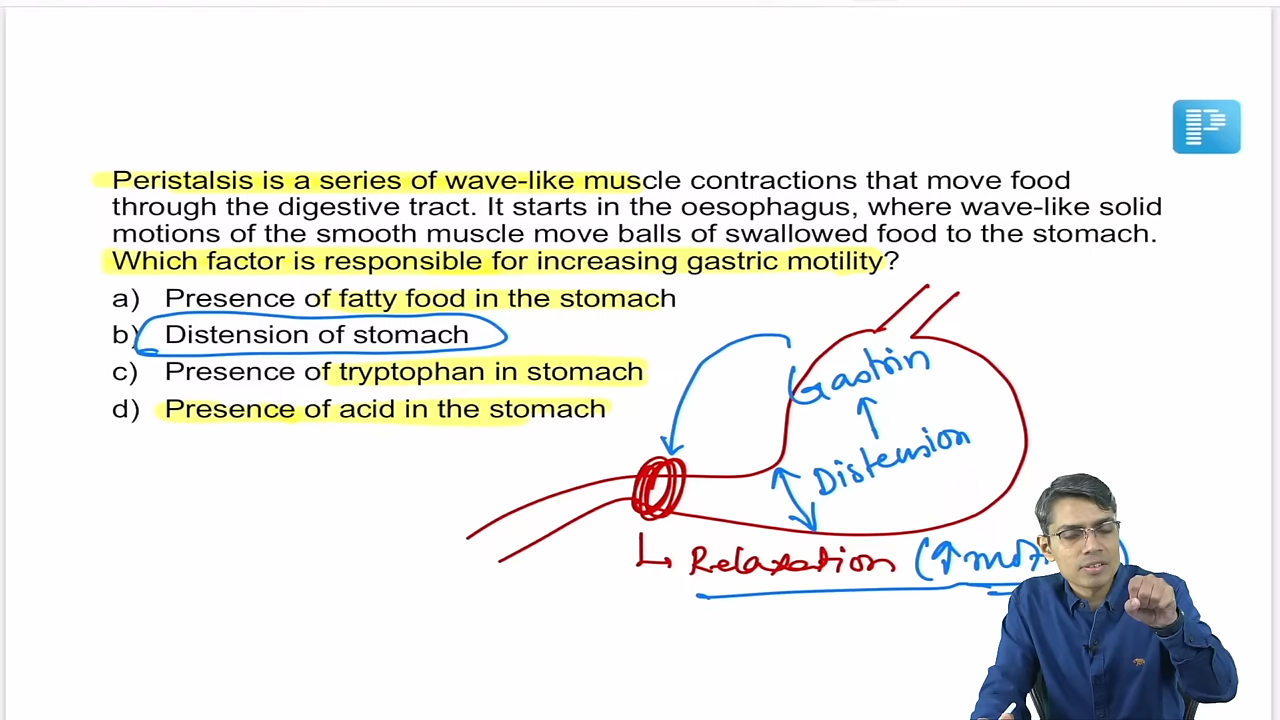 Peristalsis is a series of wave-like muscle contractions that move food
through the digestive tract. It starts in the oesophagus, where wave-like solid
motions of the smooth muscle move balls of swallowed food to the stomach.
Which factor is responsible for increasing gastric motility?
a) Presence of fatty food in the stomach
b) Distension of stomach
c) Presence of tryptophan in stomach
d) Presence of acid in the stomach
Gastrin
Distension
Relaxation (↑
P